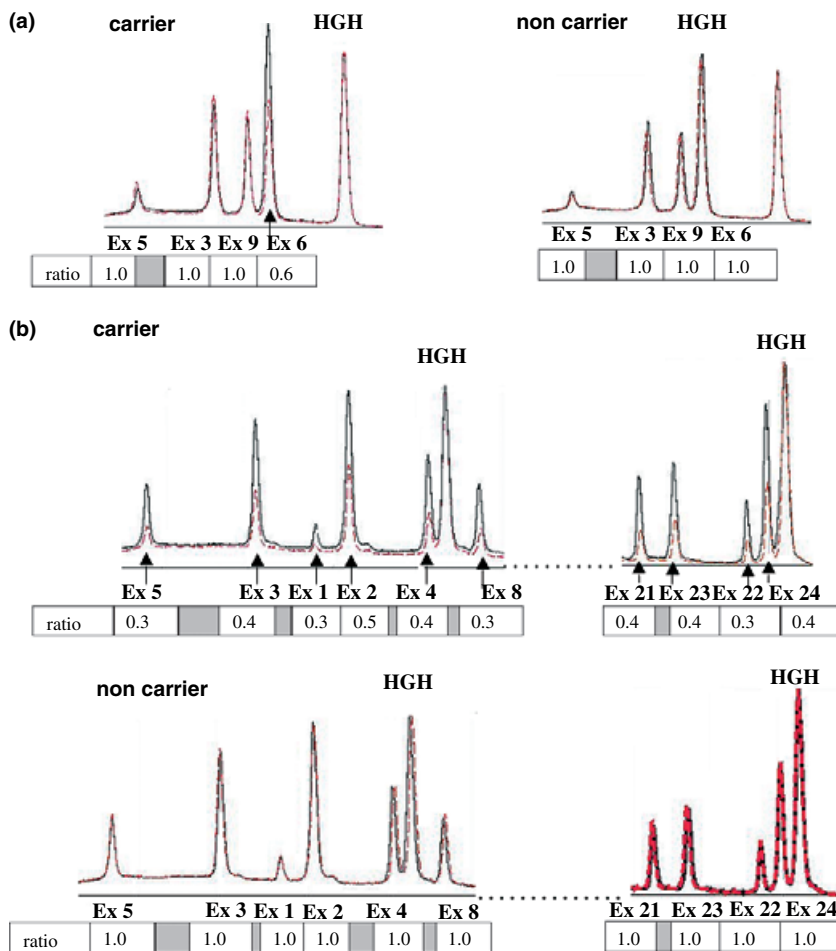 (a) carrier HGH non carrier HGH
Ex 5 Ex 3 Ex 9 Ex 6 Ex 5 Ex 3 Ex 9 Ex 6
ratio 1.0 1.0 1.0 0.6 1.0 1.0 1.0 1.0
(b) carrier
HGH HGH
Ex 5 Ex 3 Ex 1 Ex 2 Ex 4 Ex 8 Ex 21 Ex 23 Ex 22 Ex 24
ratio 0.3 0.4 0.3 0.5 0.4 0.3 0.4 0.4 0.3 0.4
non carrier HGH HGH
Ex 5 Ex 3 Ex 1 Ex 2 Ex 4 Ex 8 Ex 21 Ex 23 Ex 22 Ex 24
ratio 1.0 1.0 1.0 1.0 1.0 1.0 1.0 1.0 1.0 1.0